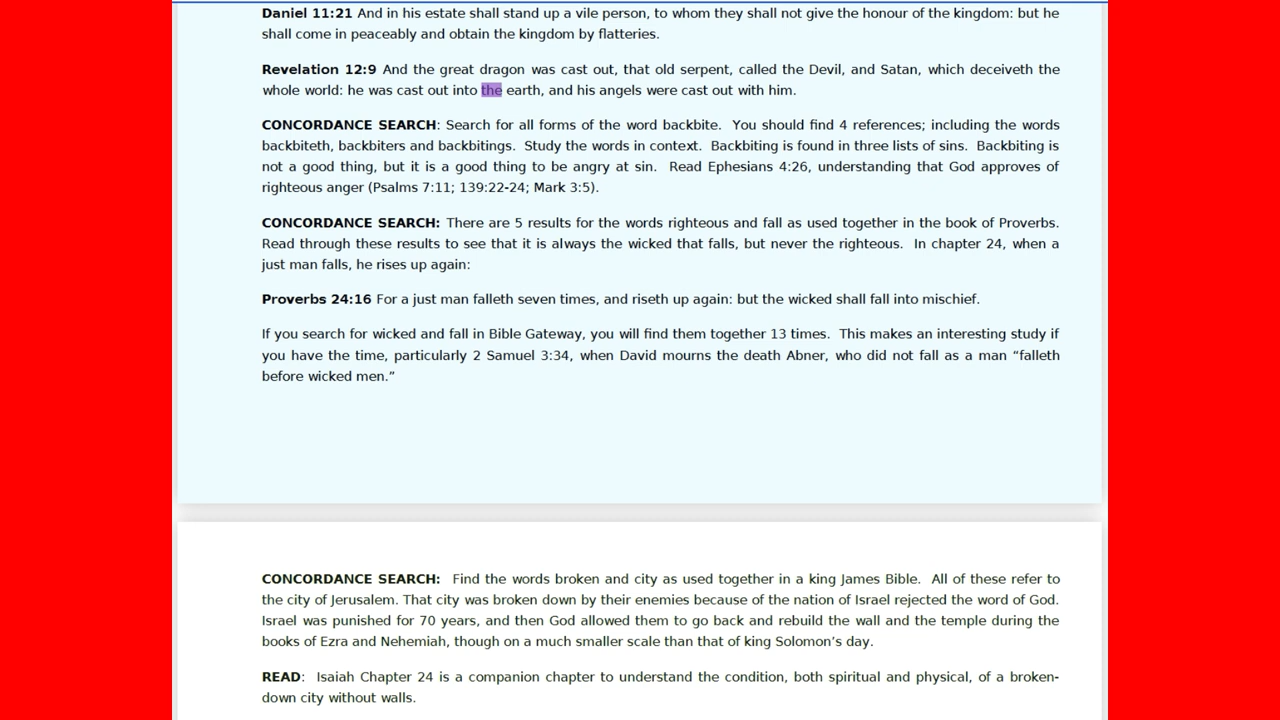 Daniel 11:21 And in his estate shall stand up a vile person, to whom they shall not give the honour of the kingdom: but he
shall come in peaceably and obtain the kingdom by flatteries.
Revelation 12:9 And the great dragon was cast out, that old serpent, called the Devil, and Satan, which deceiveth the
whole world: he was cast out into the earth, and his angels were cast out with him.
CONCORDANCE SEARCH: Search for all forms of the word backbite.  You should find 4 references; including the words
backbiteth, backbiters and backbitings.  Study the words in context.  Backbiting is found in three lists of sins.  Backbiting is
not a good thing, but it is a good thing to be angry at sin.  Read Ephesians 4:26, understanding that God approves of
righteous anger (Psalms 7:11; 139:22-24; Mark 3:5).
CONCORDANCE SEARCH: There are 5 results for the words righteous and fall as used together in the book of Proverbs.
Read through these results to see that it is always the wicked that falls, but never the righteous.  In chapter 24, when a
just man falls, he rises up again:
Proverbs 24:16 For a just man falleth seven times, and riseth up again: but the wicked shall fall into mischief.
If you search for wicked and fall in Bible Gateway, you will find them together 13 times.  This makes an interesting study if
you have the time, particularly 2 Samuel 3:34, when David mourns the death Abner, who did not fall as a man “falleth
before wicked men.”
CONCORDANCE SEARCH:  Find the words broken and city as used together in a king James Bible.  All of these refer to
the city of Jerusalem. That city was broken down by their enemies because of the nation of Israel rejected the word of God.
Israel was punished for 70 years, and then God allowed them to go back and rebuild the wall and the temple during the
books of Ezra and Nehemiah, though on a much smaller scale than that of king Solomon’s day.
READ:  Isaiah Chapter 24 is a companion chapter to understand the condition, both spiritual and physical, of a broken-
down city without walls.